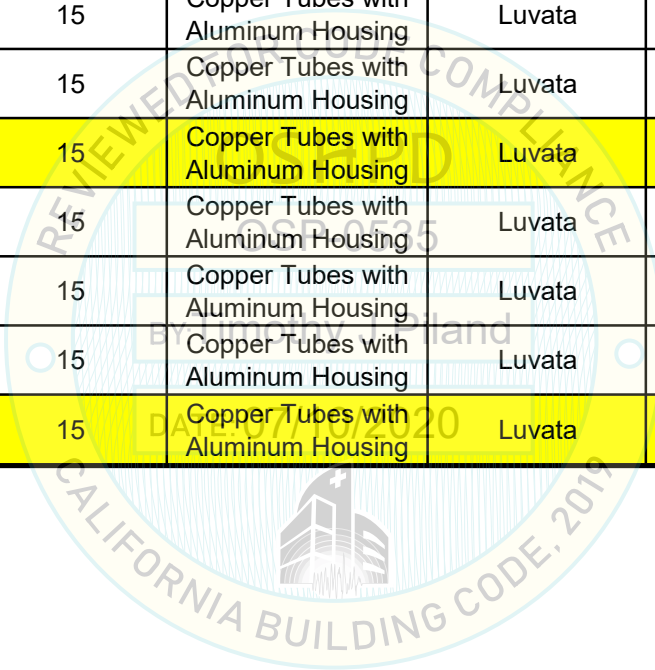 15 Copper Tubes with Aluminum Housing Luvata
15 Copper Tubes with Aluminum Housing Luvata
15 Copper Tubes with Aluminum Housing Luvata
15 Copper Tubes with Aluminum Housing Luvata
15 Copper Tubes with Aluminum Housing Luvata
15 Copper Tubes with Aluminum Housing Luvata
15 Copper Tubes with Aluminum Housing Luvata
REVIEWED FOR CODE COMPLIANCE
OSHPD
OSP-0535
BY: Timothy J Piland
DATE: 07/10/2020
CALIFORNIA BUILDING CODE, 2019